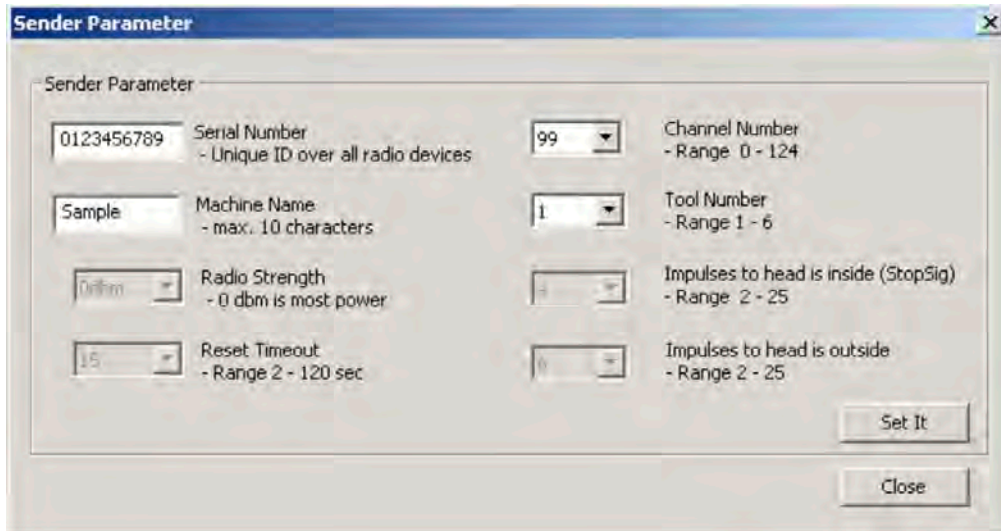 Sender Parameter
Sender Parameter
0123456789
Serial Number
- Unique ID over all radio devices
99
Channel Number
- Range 0 - 124
Sample
Machine Name
- max. 10 characters
1
Tool Number
- Range 1 - 6
0dbm
Radio Strength
- 0 dbm is most power
Impulses to head is inside (StopSig)
- Range 2 - 25
15
Reset Timeout
- Range 2 - 120 sec
Impulses to head is outside
- Range 2 - 25
Set It
Close